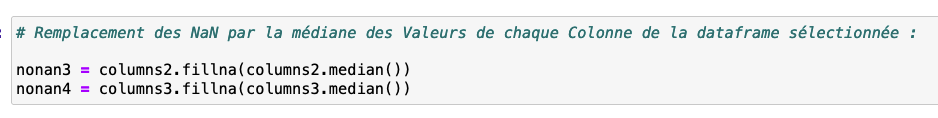 # Remplacement des NaN par la médiane des Valeurs de chaque Colonne de la dataframe sélectionnée :
nonan3 = columns2.fillna(columns2.median())
nonan4 = columns3.fillna(columns3.median())